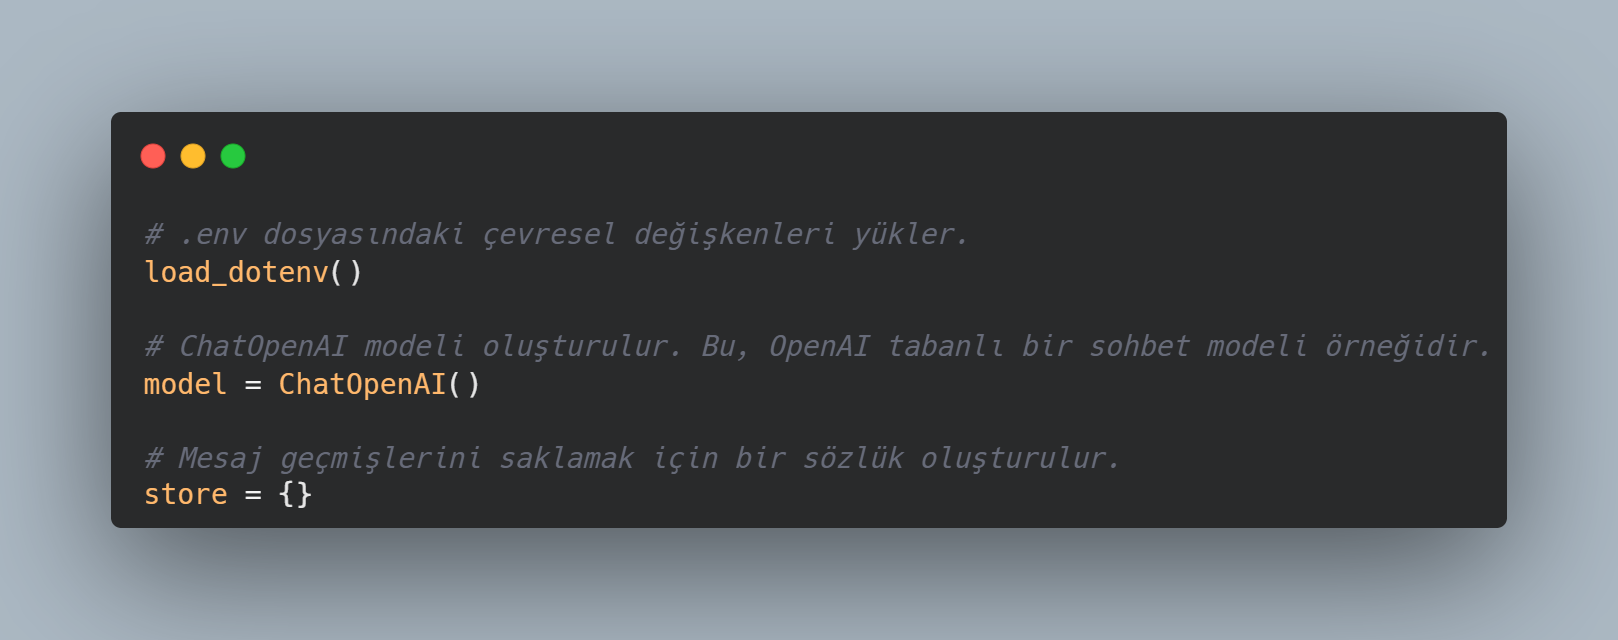 # .env dosyasındaki çevresel değişkenleri yükler.
load_dotenv()
# ChatOpenAI modeli oluşturulur. Bu, OpenAI tabanlı bir sohbet modeli örneğidir.
model = ChatOpenAI()
# Mesaj geçmişlerini saklamak için bir sözlük oluşturulur.
store = {}